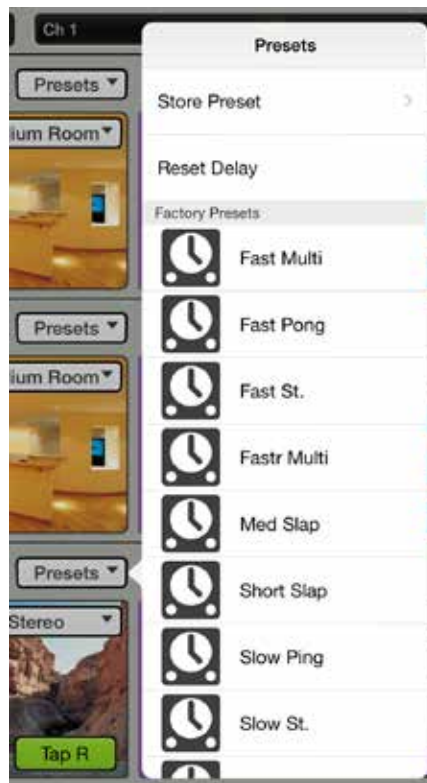 Ch 1
Presets
Presets
ium Room
Store Preset
Reset Delay
Factory Presets
Fast Multi
Fast Pong
Presets
Fast St.
ium Room
Fastr Multi
Med Slap
Presets
Short Slap
Stereo
Slow Ping
Slow St.
Tap R